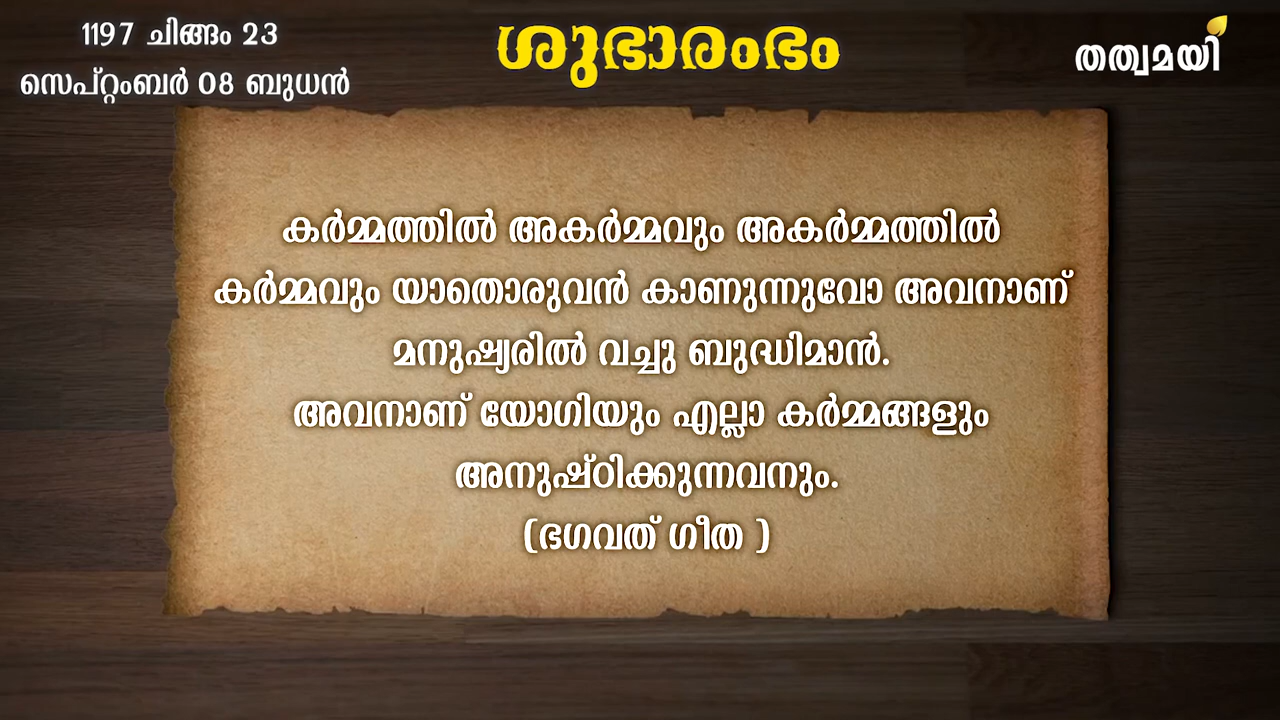 1197 ചിങ്ങം 23
സെപ്റ്റംബർ 08 ബുധൻ
ശുഭാരംഭം
തത്വമയി
കർമ്മത്തിൽ അകർമ്മവും അകർമ്മത്തിൽ
കർമ്മവും യാതൊരുവൻ കാണുന്നുവോ അവനാണ്
മനുഷ്യരിൽ വച്ചു ബുദ്ധിമാൻ.
അവനാണ് യോഗിയും എല്ലാ കർമ്മങ്ങളും
അനുഷ്ഠിക്കുന്നവനും.
(ഭഗവത് ഗീത )